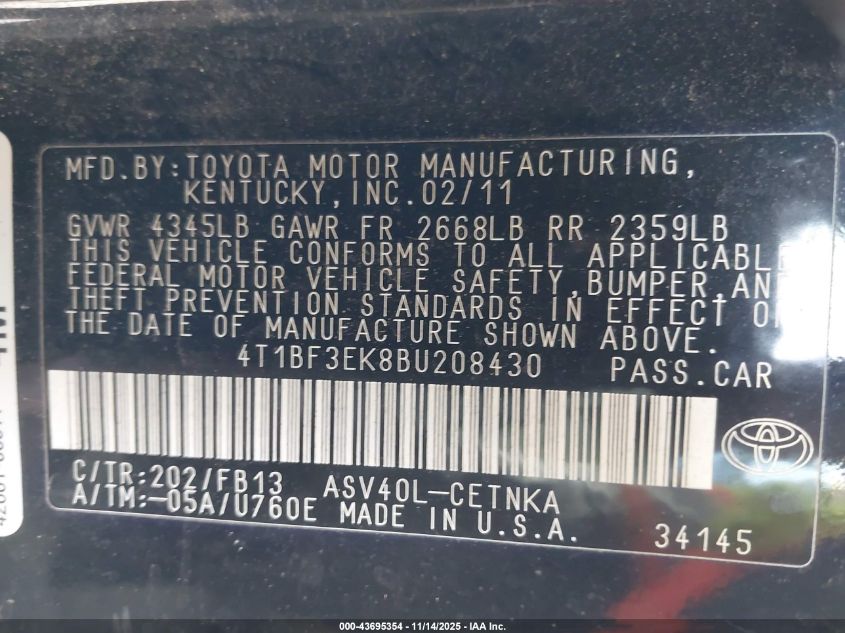 MFD.BY:TOYOTA MOTOR MANUFACTURING,
KENTUCKY,INC.02/11
GVWR 4345LB GAWR FR 2668LB RR 2359LB
THIS VEHICLE CONFORMS TO ALL APPLICABLE
FEDERAL MOTOR VEHICLE SAFETY,BUMPER,AND
THEFT PREVENTION STANDARDS IN EFFECT ON
THE DATE OF MANUFACTURE SHOWN ABOVE.
4T1BF3EK8BU208430 PASS.CAR
C/TR:202/FB13 ASV40L-CETNKA
A/TM:-05A/U760E MADE IN U.S.A.
34145
000-43695354 - 11/14/2025 - IAA Inc.